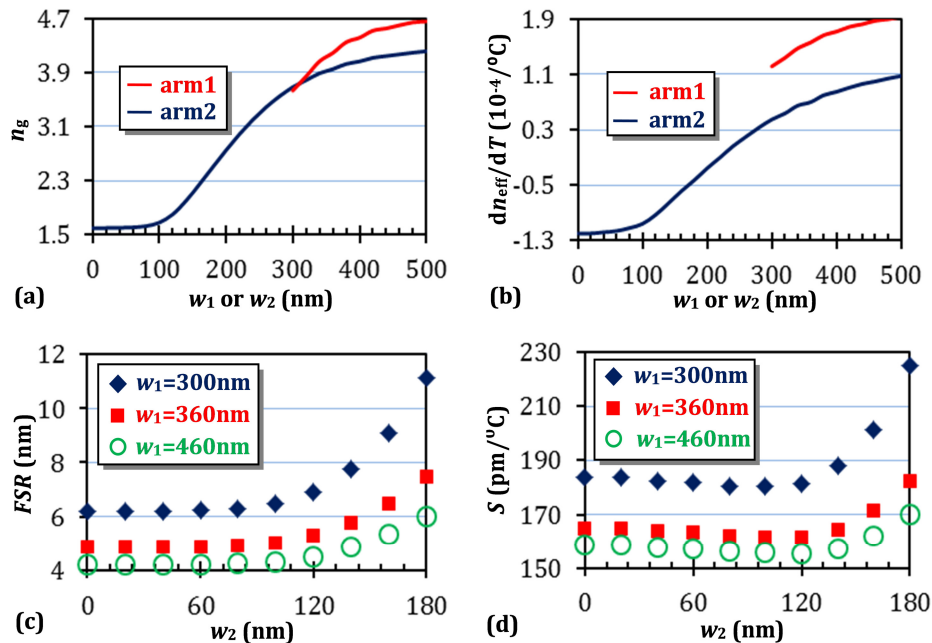 4.7
3.9
3.1
2.3
1.5
n_g
arm1
arm2
0 100 200 300 400 500
(a)
w₁ or w₂ (nm)
1.9
1.1
0.3
-0.5
-1.3
dn_eff/dT (10⁻⁴/⁰C)
arm1
arm2
0 100 200 300 400 500
(b)
w₁ or w₂ (nm)
12
10
8
6
4
FSR (nm)
w₁=300nm
w₁=360nm
w₁=460nm
0 60 120 180
(c)
w₂ (nm)
230
210
190
170
150
S (pm/⁰C)
w₁=300nm
w₁=360nm
w₁=460nm
0 60 120 180
(d)
w₂ (nm)